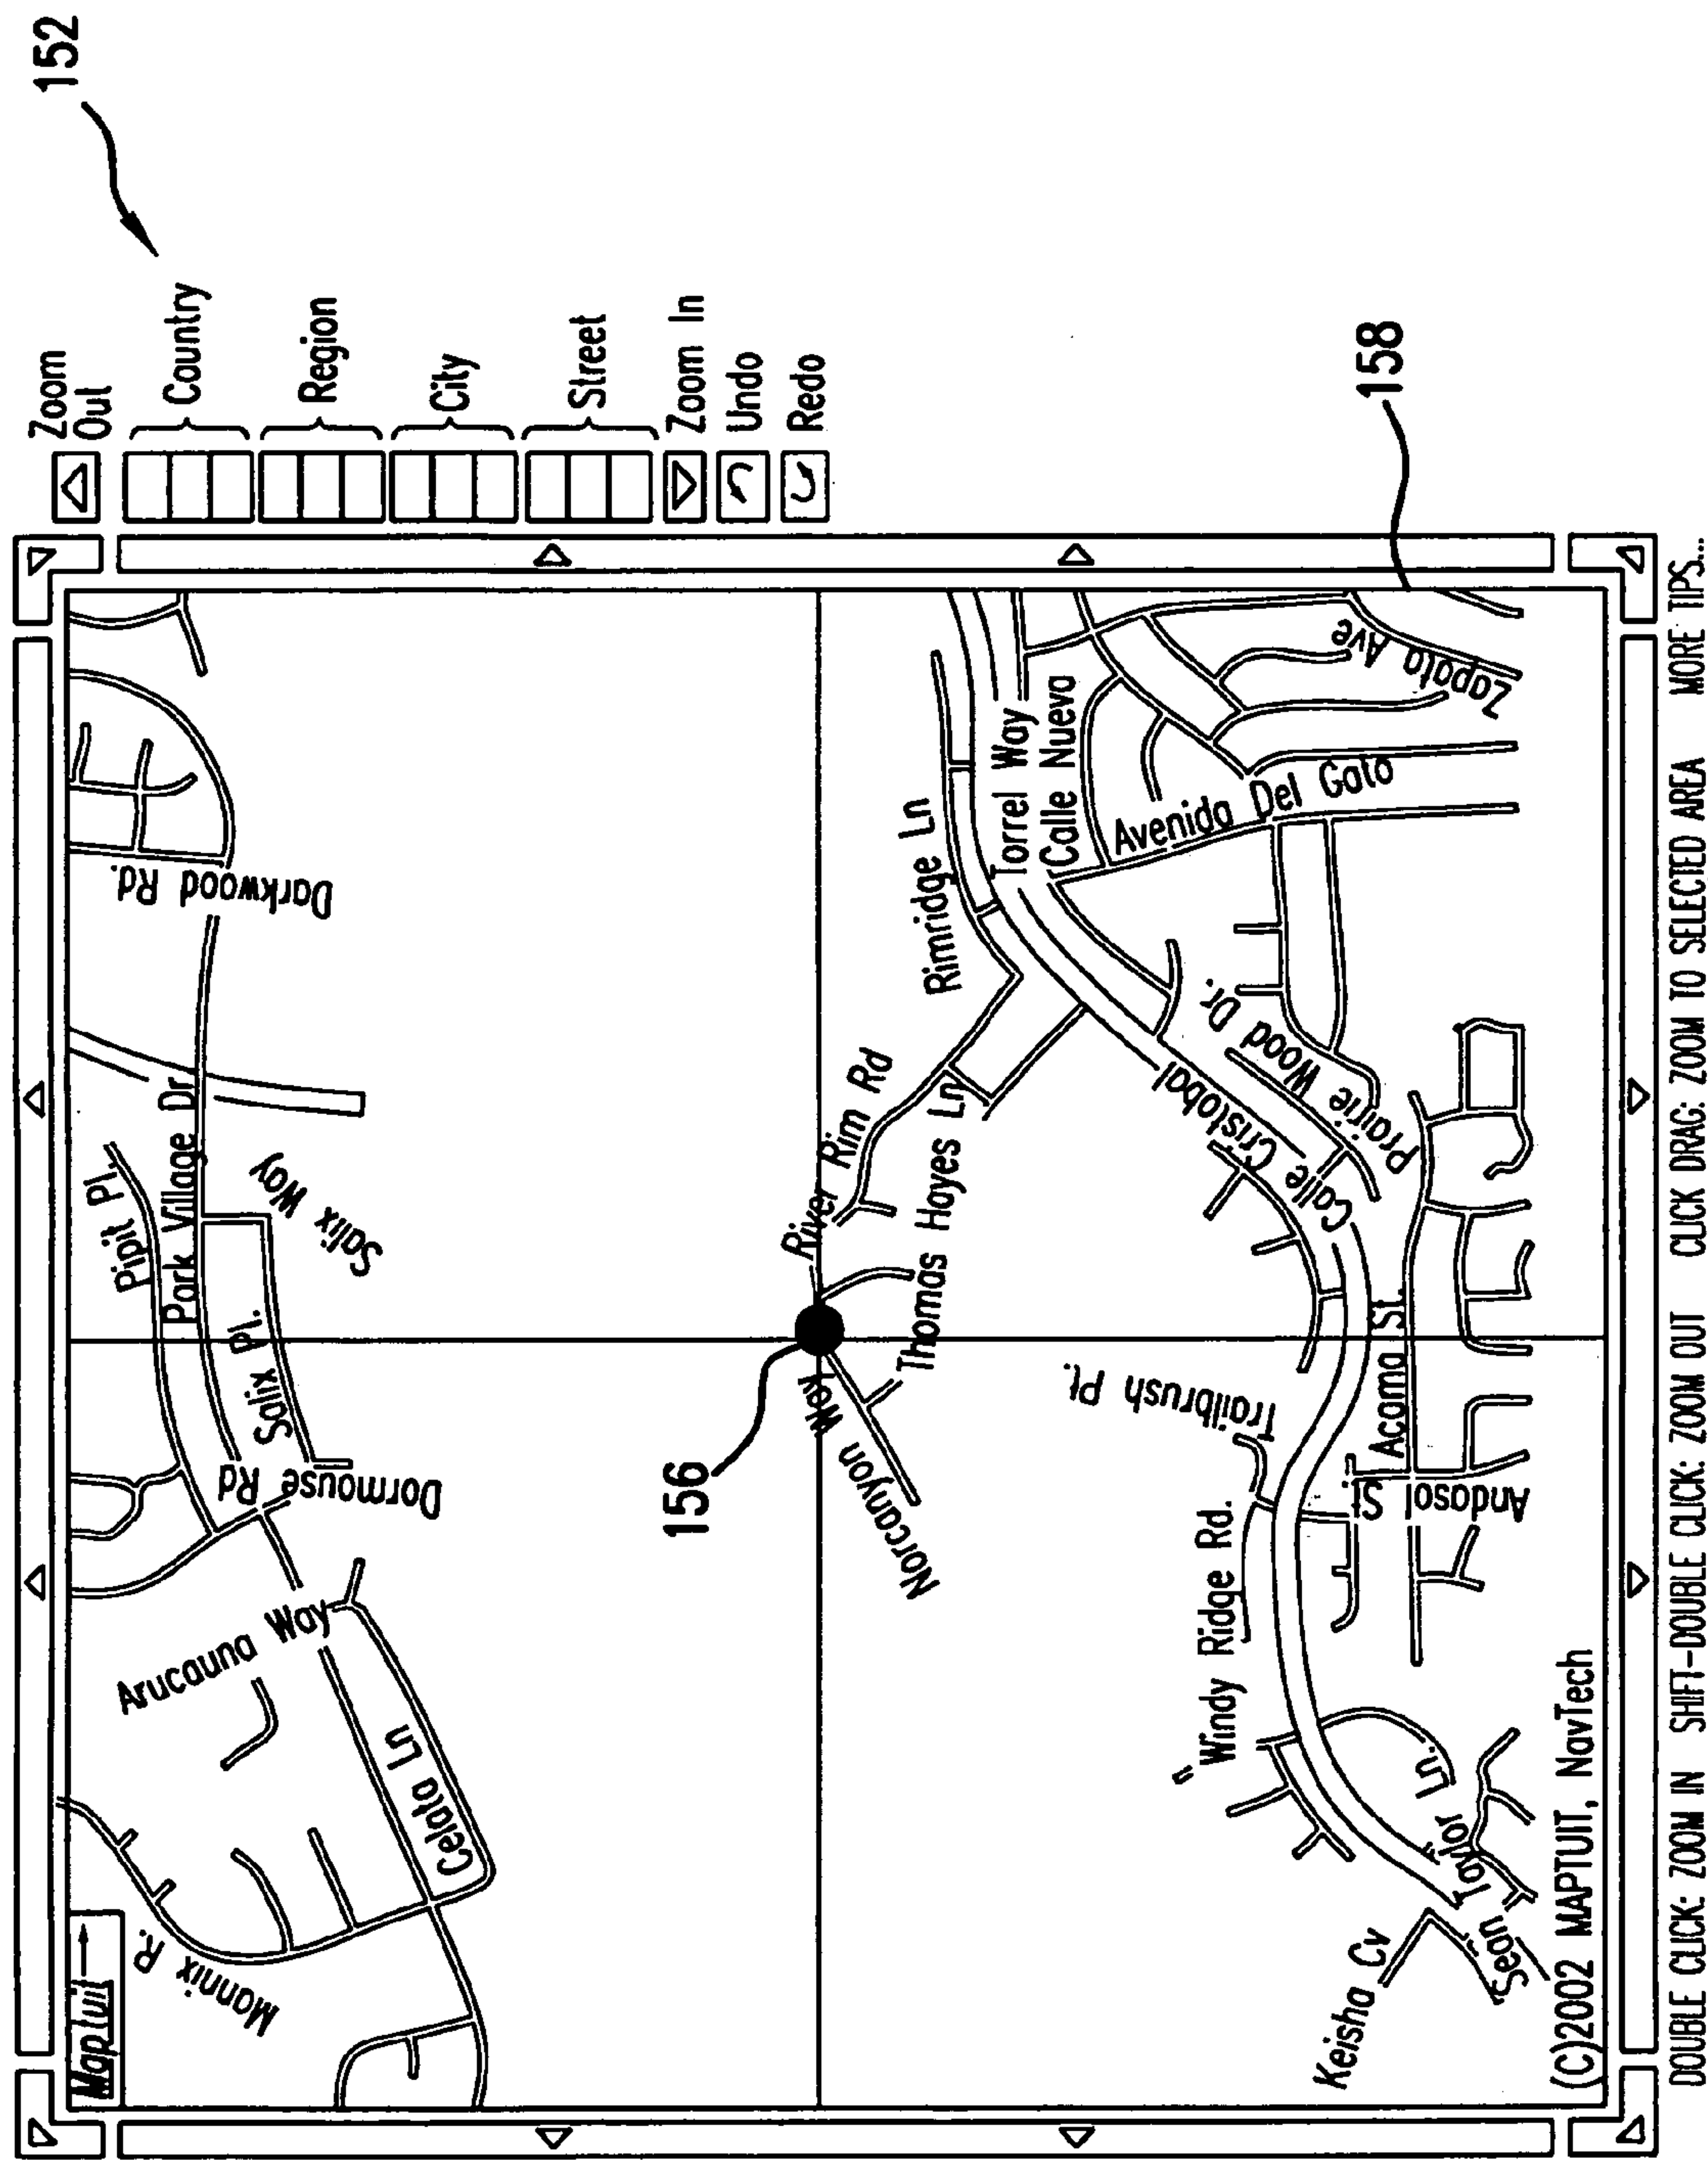 152
Zoom
Out
Country
Region
City
Street
Zoom In
Undo
Redo
Maptuit
Mannix R.
Arucauna Way
Celata Ln
Dormouse Rd
Salix Pl.
Pipit Pl.
Park Village Dr
Salix Way
Darkwood Rd.
156
River Rim Rd
Norcanyon Way
Thomas Hayes Ln
Rimridge Ln
Torrel Way
Calle Nueva
Avenida Del Gato
Zapata Ave
158
Calle Cristobal
Prairie Wood Dr.
Trailbrush Pt.
Windy Ridge Rd.
Acama St.
Andasol St.
Keisha Cv
Sean Taylor Ln.
(C)2002 MAPTUIT, NavTech
DOUBLE CLICK: ZOOM IN SHIFT-DOUBLE CLICK: ZOOM OUT CLICK DRAG: ZOOM TO SELECTED AREA MORE TIPS...